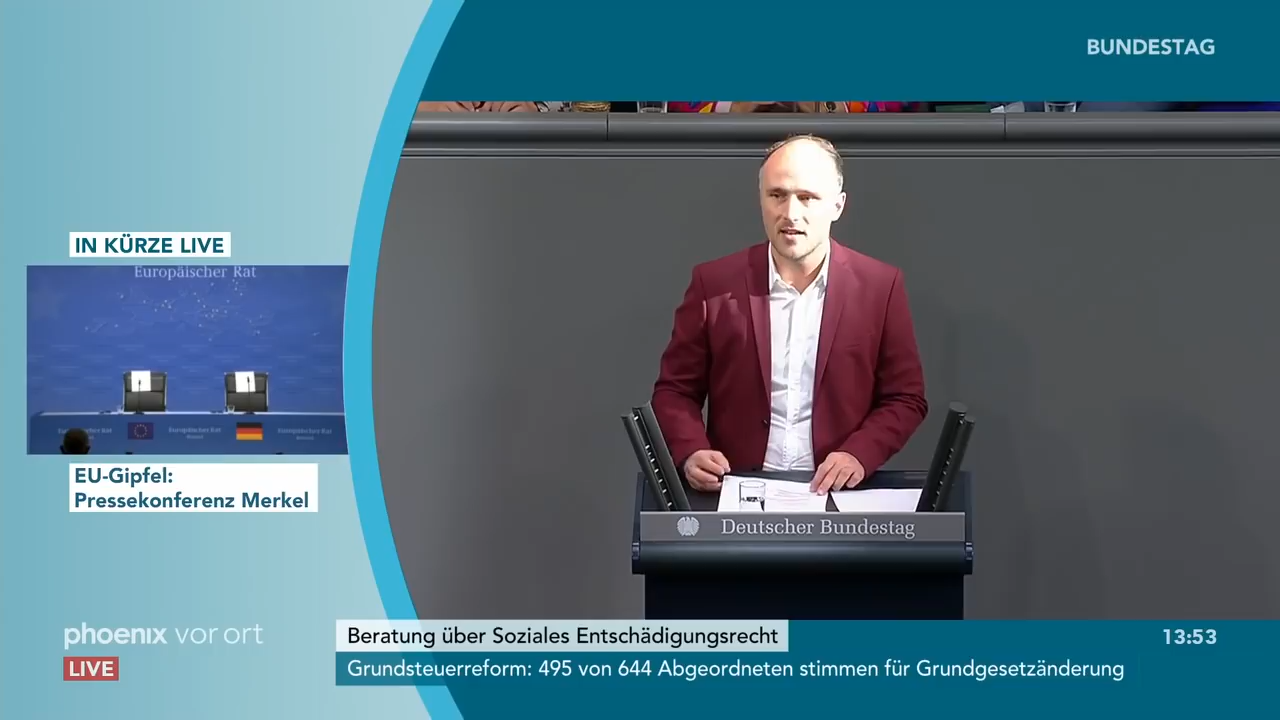 BUNDESTAG
IN KÜRZE LIVE
Europäischer Rat
EU-Gipfel:
Pressekonferenz Merkel
Deutscher Bundestag
phoenix vor ort
LIVE
Beratung über Soziales Entschädigungsrecht
13:53
Grundsteuerreform: 495 von 644 Abgeordneten stimmen für Grundgesetzänderung